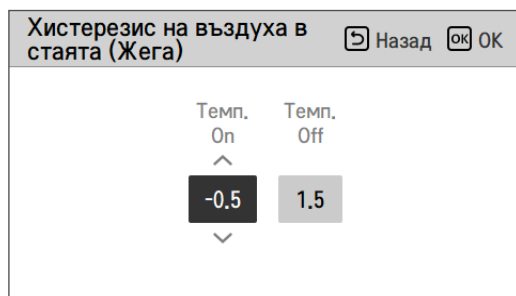 Хистерезис на въздуха в
стаята (Жега)
Назад OK OK
Темп. Темп.
On Off
-0.5 1.5